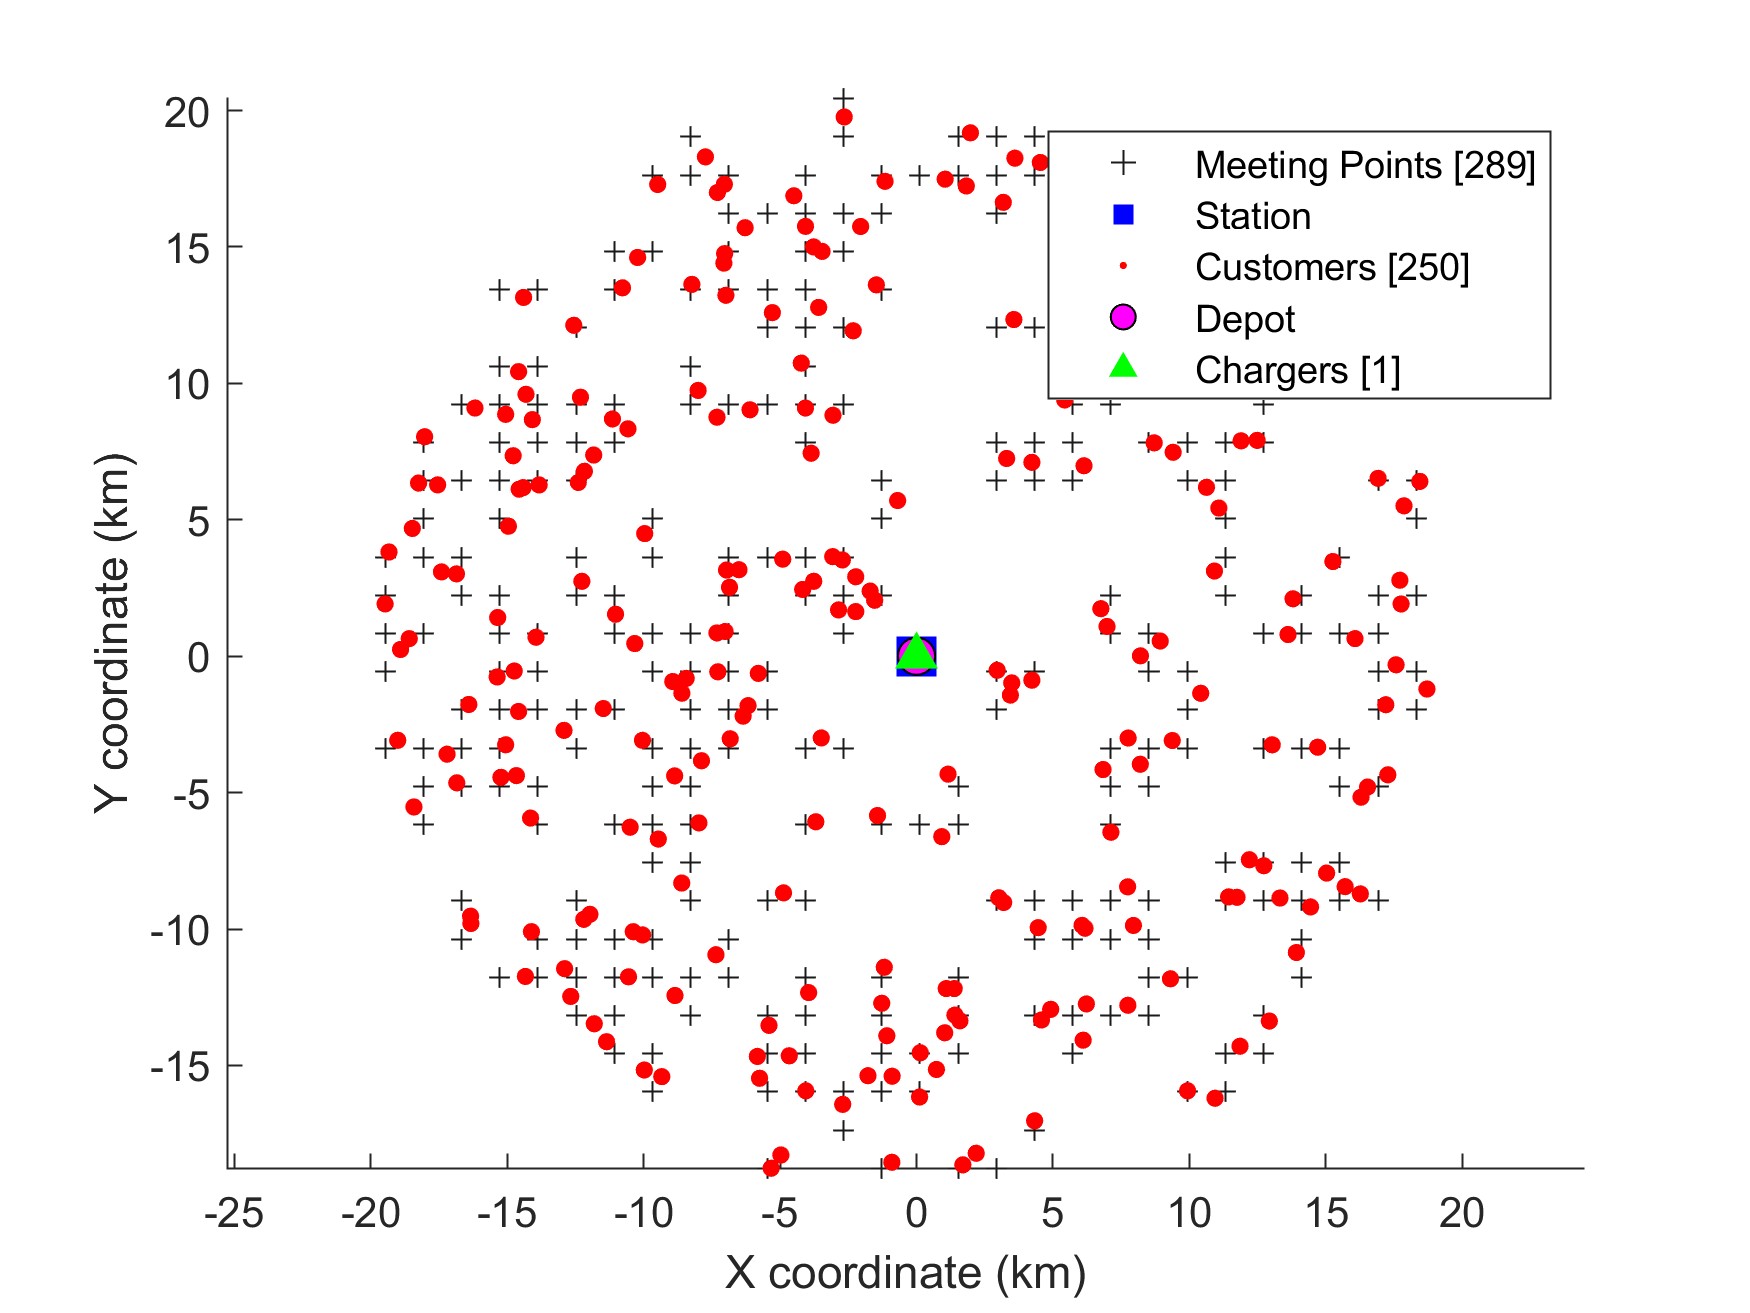 20
15
10
5
0
-5
-10
-15
-25 -20 -15 -10 -5 0 5 10 15 20
X coordinate (km)
Y coordinate (km)
Meeting Points [289]
Station
Customers [250]
Depot
Chargers [1]